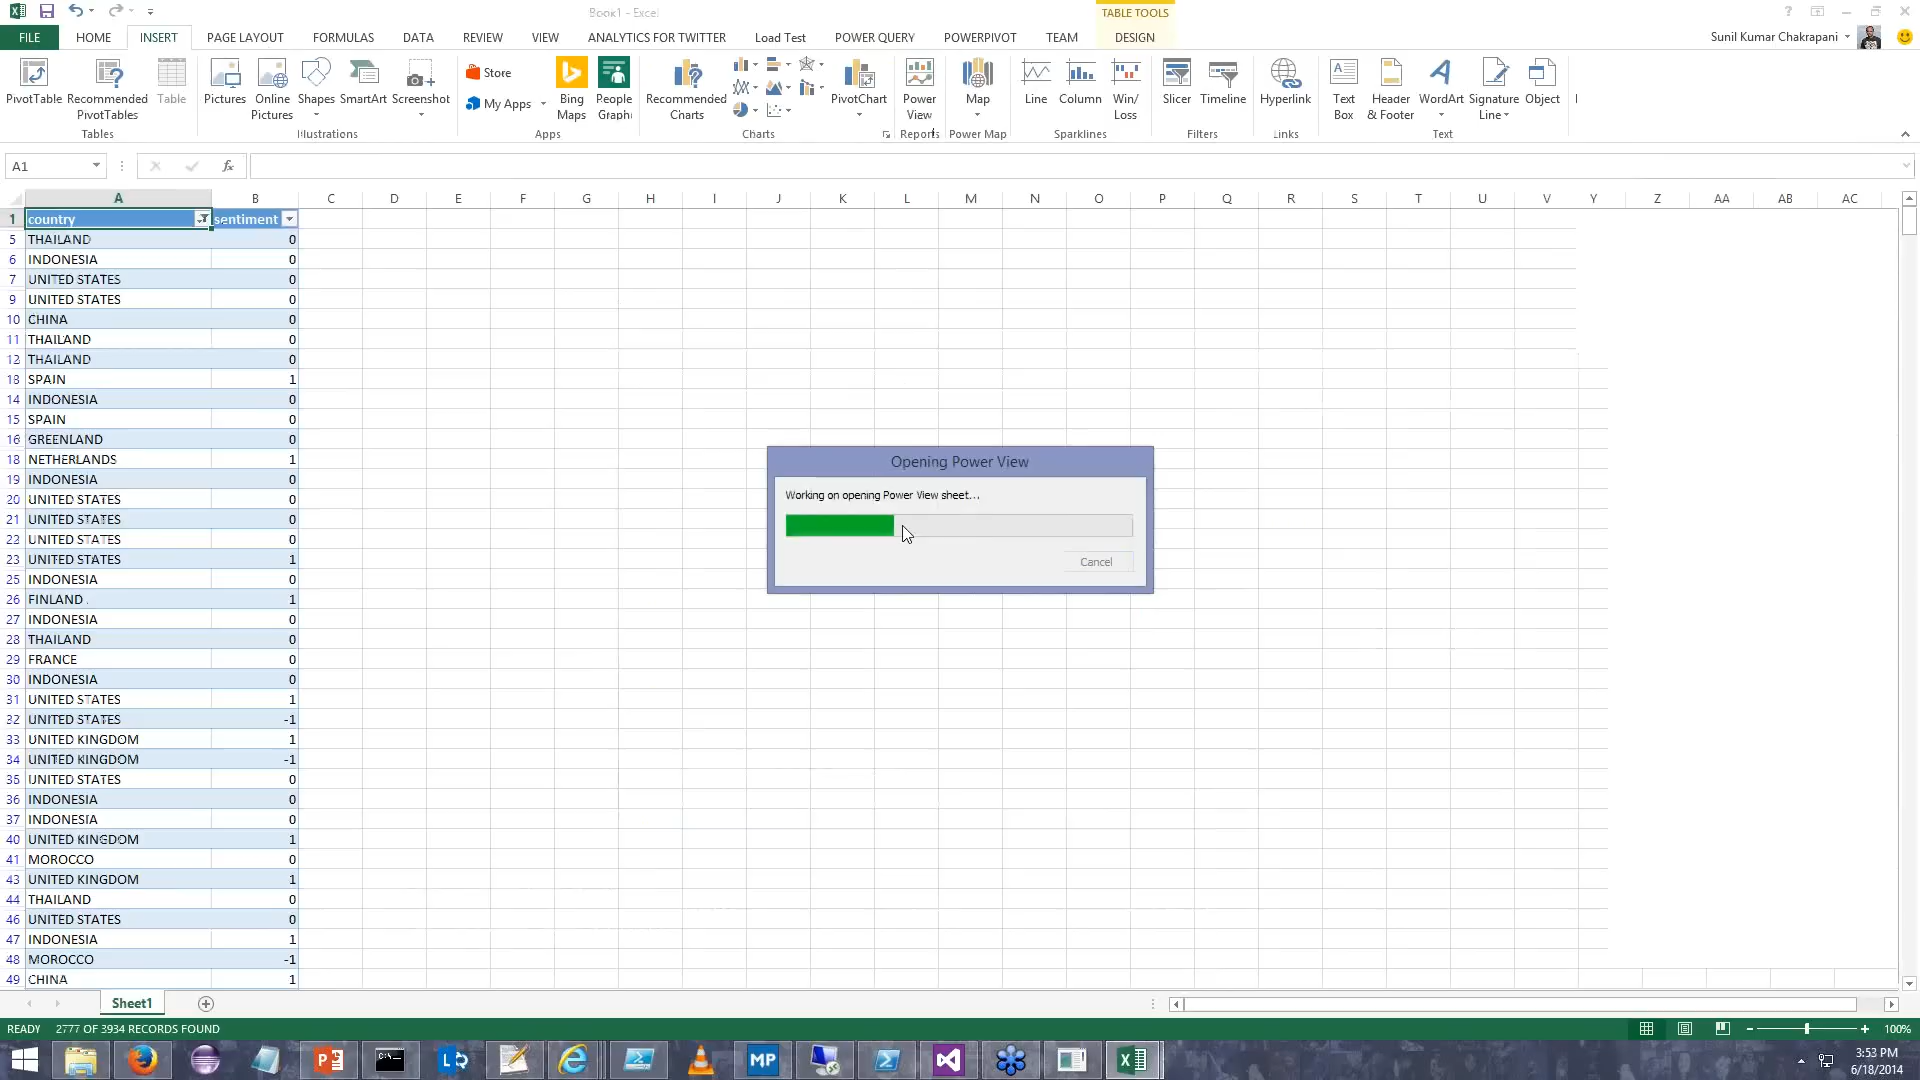 Book1 - Excel
TABLE TOOLS
FILE HOME INSERT PAGE LAYOUT FORMULAS DATA REVIEW VIEW ANALYTICS FOR TWITTER Load Test POWER QUERY POWERPIVOT TEAM DESIGN Sunil Kumar Chakrapani
PivotTable Recommended PivotTables Table
Tables
Pictures Online Pictures Shapes SmartArt Screenshot
Illustrations
Store
My Apps
Bing Maps People Graph
Apps
Recommended Charts PivotChart
Charts
Power View
Reports
Map
Power Map
Line Column Win/ Loss
Sparklines
Slicer Timeline
Filters
Hyperlink
Links
Text Box Header & Footer WordArt Signature Line Object
Text
A1 fx
A B C D E F G H I J K L M N O P Q R S T U V Y Z AA AB AC
1 country sentiment
5 THAILAND 0
6 INDONESIA 0
7 UNITED STATES 0
9 UNITED STATES 0
10 CHINA 0
11 THAILAND 0
12 THAILAND 0
13 SPAIN 1
14 INDONESIA 0
15 SPAIN 0
16 GREENLAND 0
18 NETHERLANDS 1
19 INDONESIA 0
20 UNITED STATES 0
21 UNITED STATES 0
22 UNITED STATES 0
23 UNITED STATES 1
25 INDONESIA 0
26 FINLAND . 1
27 INDONESIA 0
28 THAILAND 0
29 FRANCE 0
30 INDONESIA 0
31 UNITED STATES 1
32 UNITED STATES -1
33 UNITED KINGDOM 1
34 UNITED KINGDOM -1
35 UNITED STATES 0
36 INDONESIA 0
37 INDONESIA 0
40 UNITED KINGDOM 1
41 MOROCCO 0
43 UNITED KINGDOM 1
44 THAILAND 0
46 UNITED STATES 0
47 INDONESIA 1
48 MOROCCO -1
49 CHINA 1
Opening Power View
Working on opening Power View sheet...
Cancel
Sheet1
READY 2777 OF 3934 RECORDS FOUND 100%
MP
3:53 PM
6/18/2014